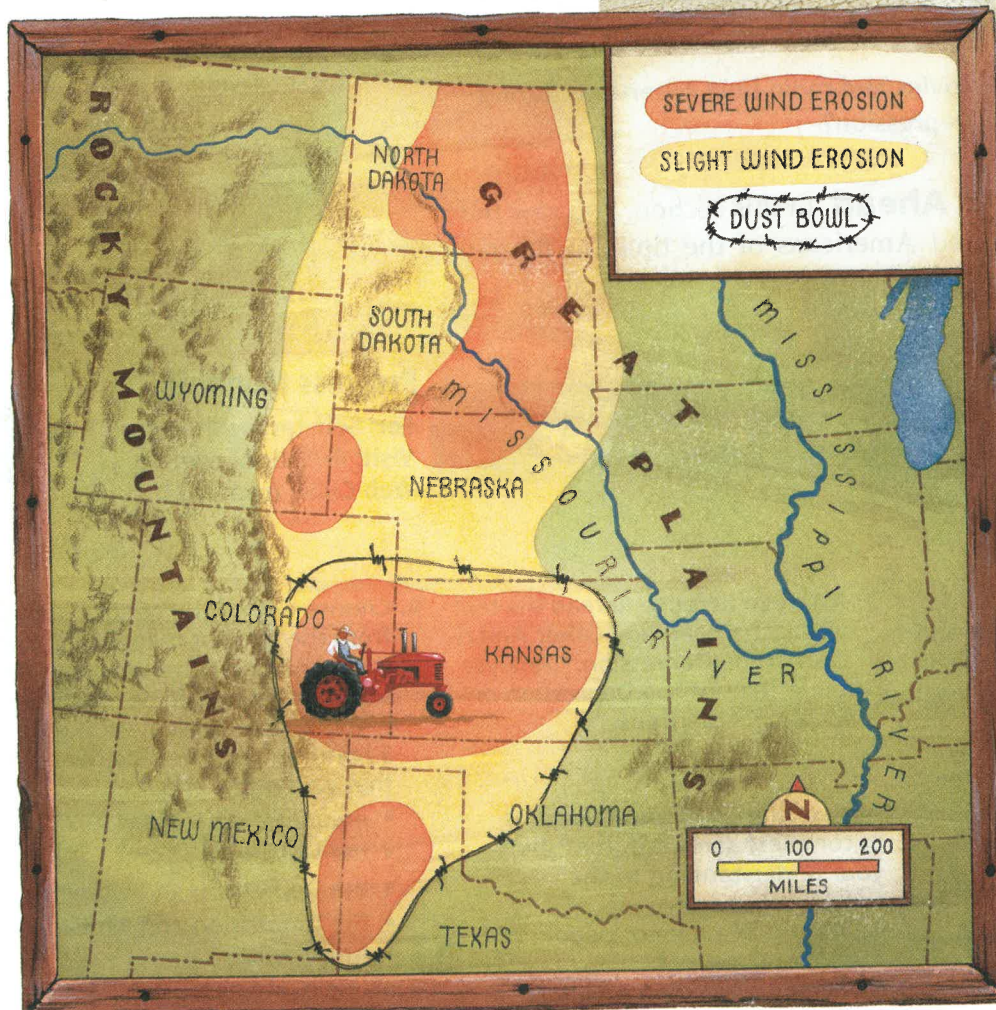 SEVERE WIND EROSION
SLIGHT WIND EROSION
DUST BOWL
ROCKY MOUNTAINS
GREAT PLAINS
NORTH
DAKOTA
SOUTH
DAKOTA
WYOMING
NEBRASKA
MISSOURI RIVER
MISSISSIPPI RIVER
COLORADO
KANSAS
NEW MEXICO
OKLAHOMA
TEXAS
N
0 100 200
MILES